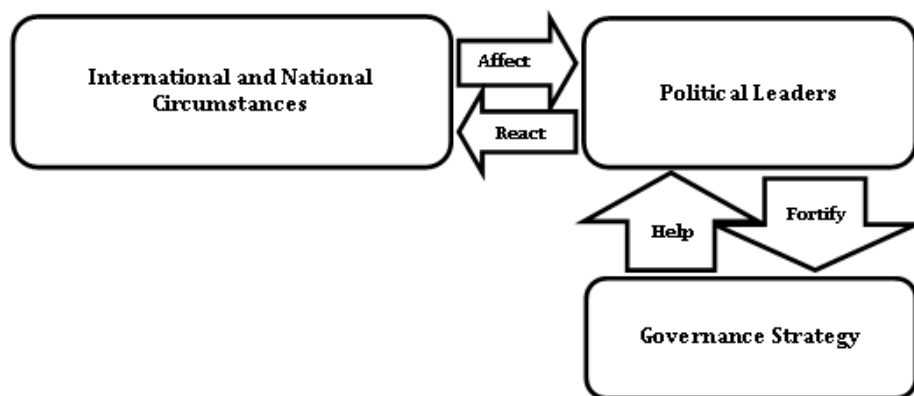 International and National
Circumstances
Affect
React
Political Leaders
Help
Fortify
Governance Strategy